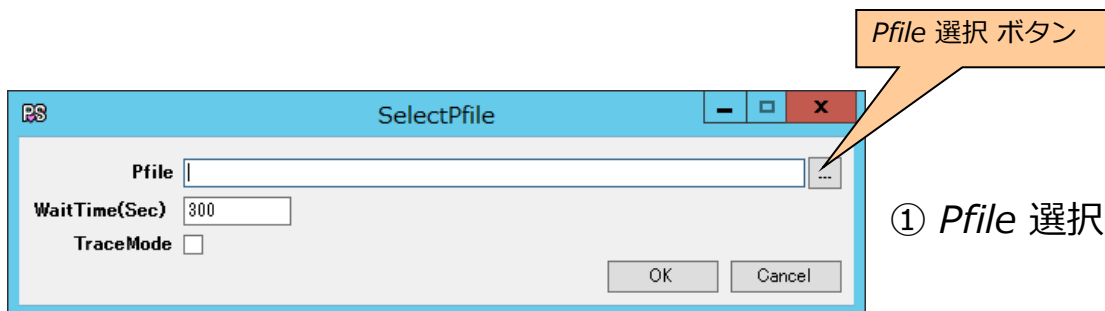 Pfile 選択 ボタン
PS
SelectPfile
x
Pfile
...
WaitTime(Sec) 300
TraceMode
① Pfile 選択
OK Cancel